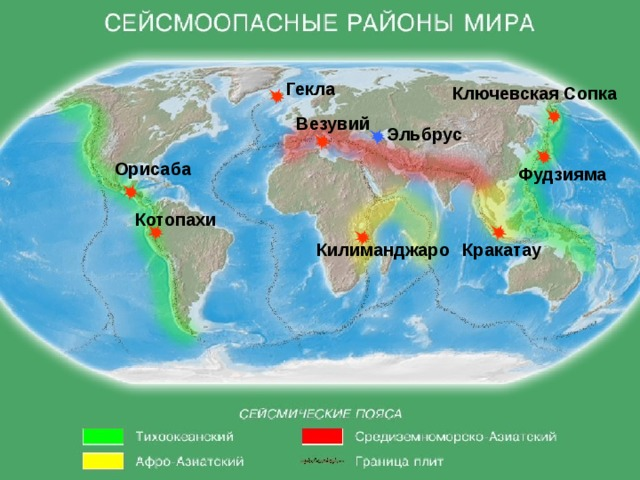 СЕЙСМООПАСНЫЕ РАЙОНЫ МИРА
Гекла
Ключевская Сопка
Везувий
Эльбрус
Орисаба
Фудзияма
Котопахи
Килиманджаро
Кракатау
СЕЙСМИЧЕСКИЕ ПОЯСА
Тихоокеанский
Средиземноморско-Азиатский
Афро-Азиатский
Граница плит